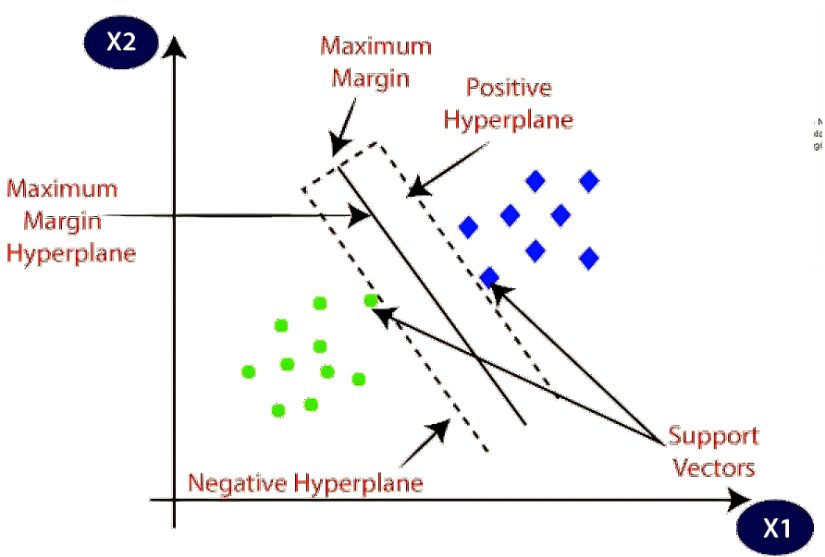 X2
Maximum
Margin
Positive
Hyperplane
Maximum
Margin
Hyperplane
Support
Vectors
Negative Hyperplane
X1